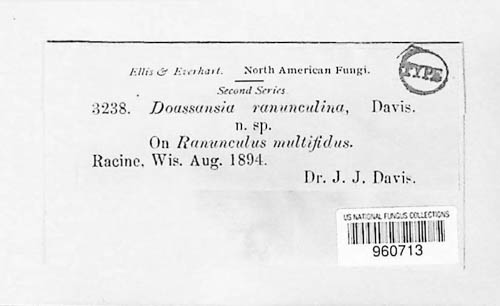 Ellis & Everhart. North American Fungi.
TYPE
Second Series
3238. Doassansia ranunculina, Davis.
n. sp.
On Ranunculus multifidus.
Racine, Wis. Aug. 1894.
Dr. J. J. Davis.
US NATIONAL FUNGUS COLLECTIONS
960713